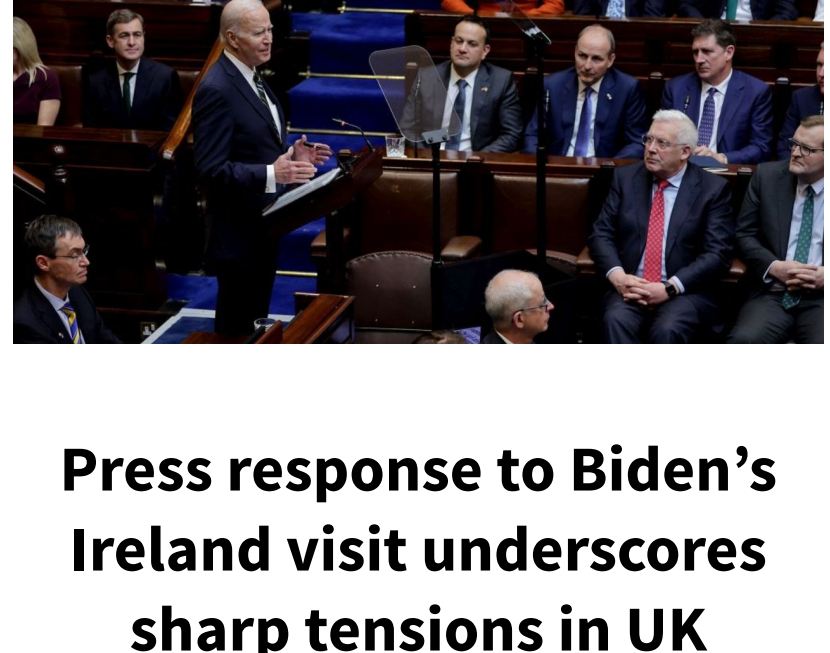 Press response to Biden’s
Ireland visit underscores
sharp tensions in UK